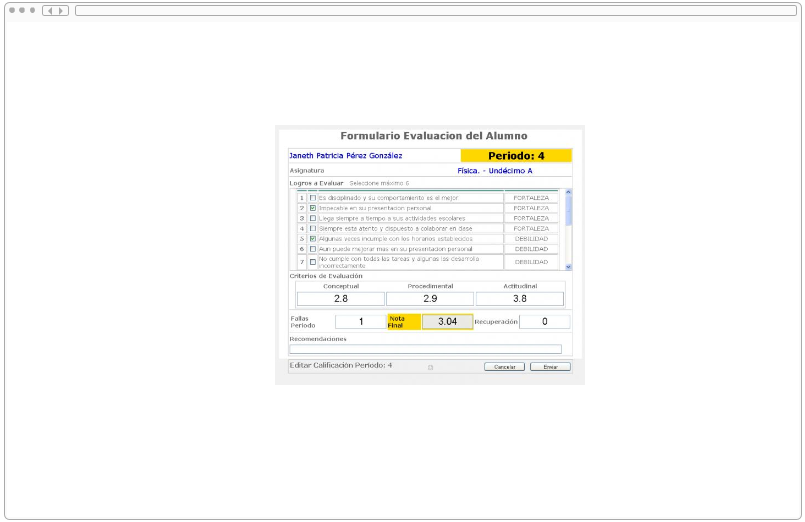 Formulario Evaluacion del Alumno
Janeth Patricia Pérez González Periodo: 4
Asignatura Física. - Undécimo A
Logros a Evaluar Seleccione máximo 6
1 Es disciplinado y su comportamiento es el mejor FORTALEZA
2 Impecable en su presentacion personal FORTALEZA
3 Llega siempre a tiempo a sus actividades escolares FORTALEZA
4 Siempre está atento y dispuesto a colaborar en clase FORTALEZA
5 Algunas veces incumple con los horarios establecidos DEBILIDAD
6 Aun puede mejorar mas en su presentacion personal DEBILIDAD
7 No cumple con todas las tareas y algunas las desarrolla DEBILIDAD
incorrectamente
Criterios de Evaluación
Conceptual Procedimental Actitudinal
2.8 2.9 3.8
Fallas Periodo 1 Nota Final 3.04 Recuperación 0
Recomendaciones
Editar Calificación Periodo: 4 Cancelar Enviar